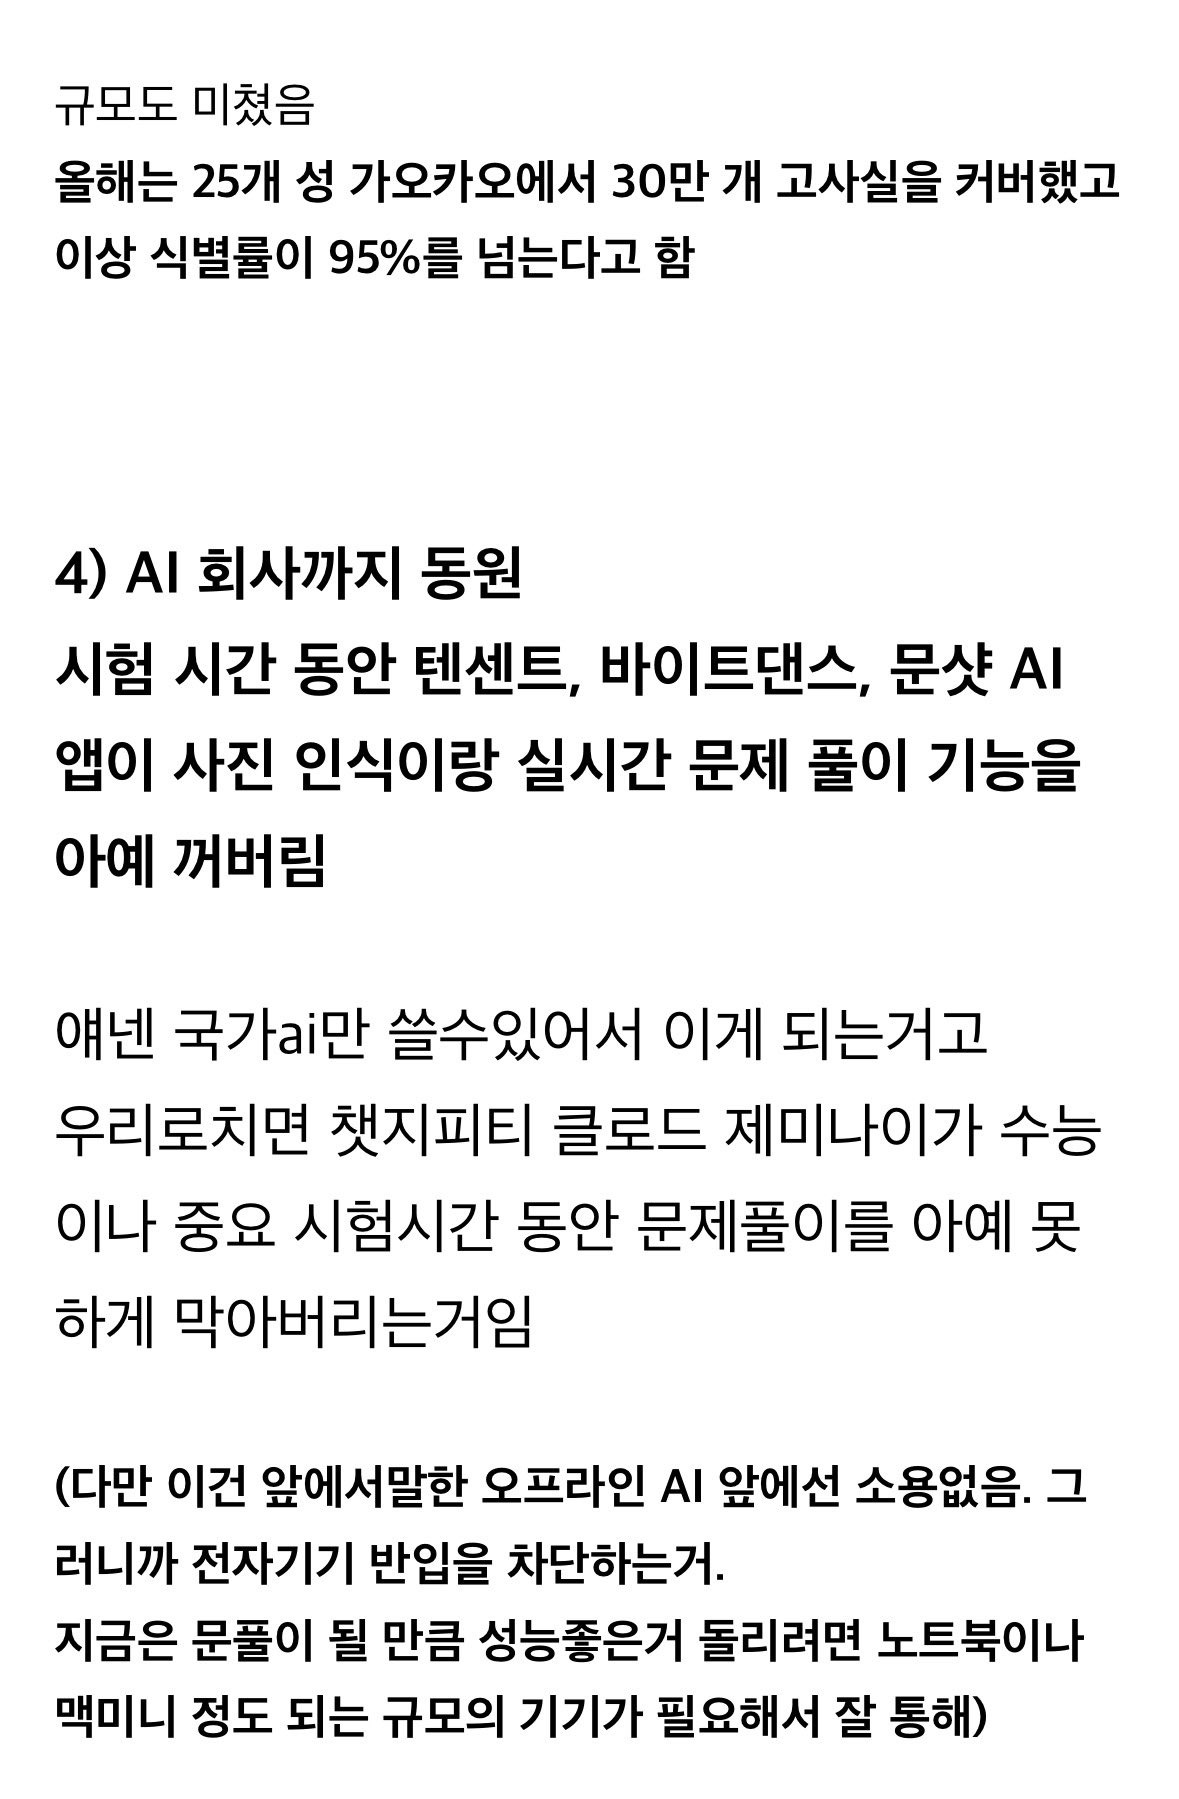 규모도 미쳤음
올해는 25개 성 가오카오에서 30만 개 고사실을 커버했고
이상 식별률이 95%를 넘는다고 함
4) AI 회사까지 동원
시험 시간 동안 텐센트, 바이트댄스, 문샷 AI
앱이 사진 인식이랑 실시간 문제 풀이 기능을
아예 꺼버림
얘넨 국가ai만 쓸수있어서 이게 되는거고
우리로치면 챗지피티 클로드 제미나이가 수능
이나 중요 시험시간 동안 문제풀이를 아예 못
하게 막아버리는거임
(다만 이건 앞에서말한 오프라인 AI 앞에선 소용없음. 그
러니까 전자기기 반입을 차단하는거.
지금은 문풀이 될 만큼 성능좋은거 돌리려면 노트북이나
맥미니 정도 되는 규모의 기기가 필요해서 잘 통해)